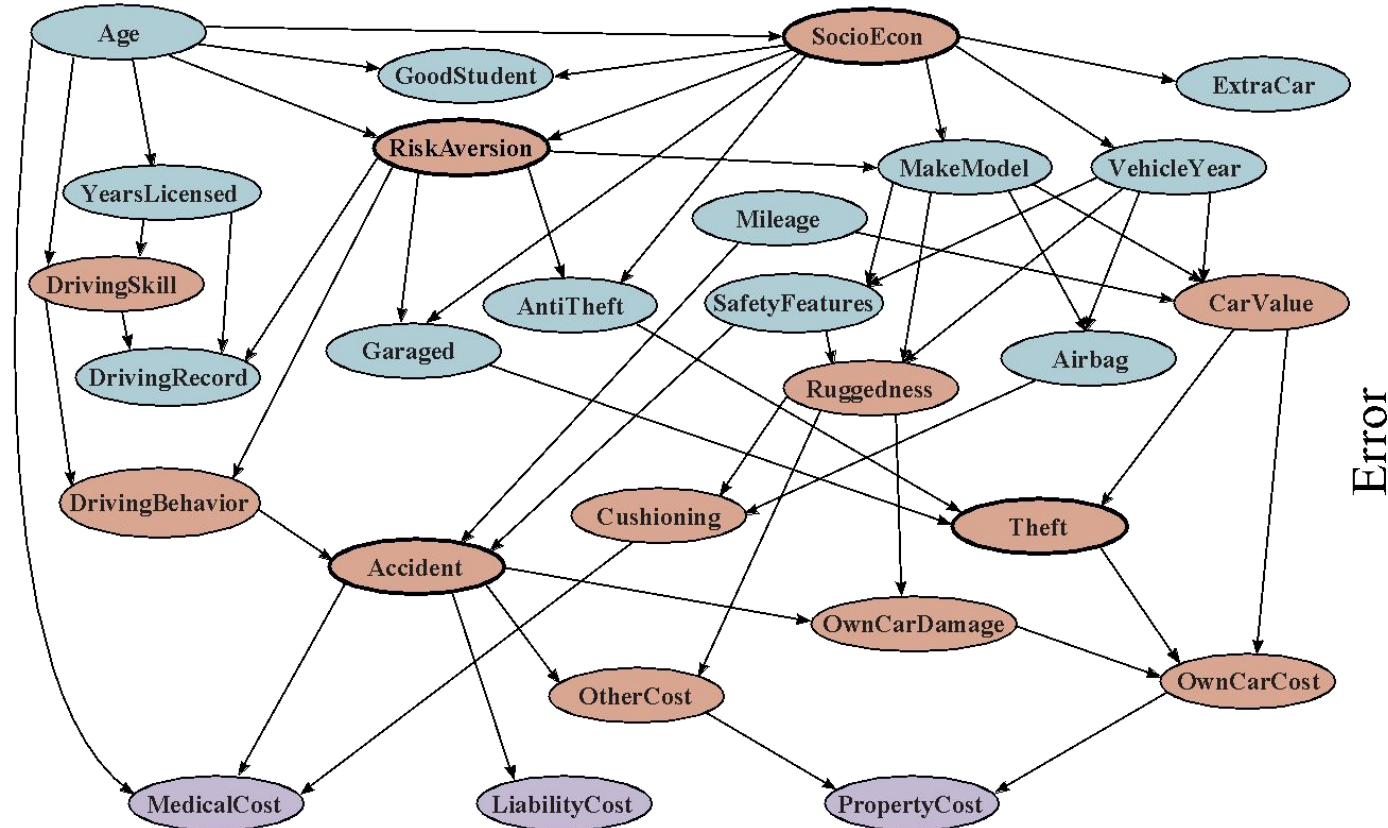 Age
SocioEcon
GoodStudent
ExtraCar
RiskAversion
MakeModel
VehicleYear
YearsLicensed
Mileage
DrivingSkill
AntiTheft
SafetyFeatures
CarValue
Garaged
Airbag
DrivingRecord
Ruggedness
Error
DrivingBehavior
Cushioning
Theft
Accident
OwnCarDamage
OtherCost
OwnCarCost
MedicalCost
LiabilityCost
PropertyCost